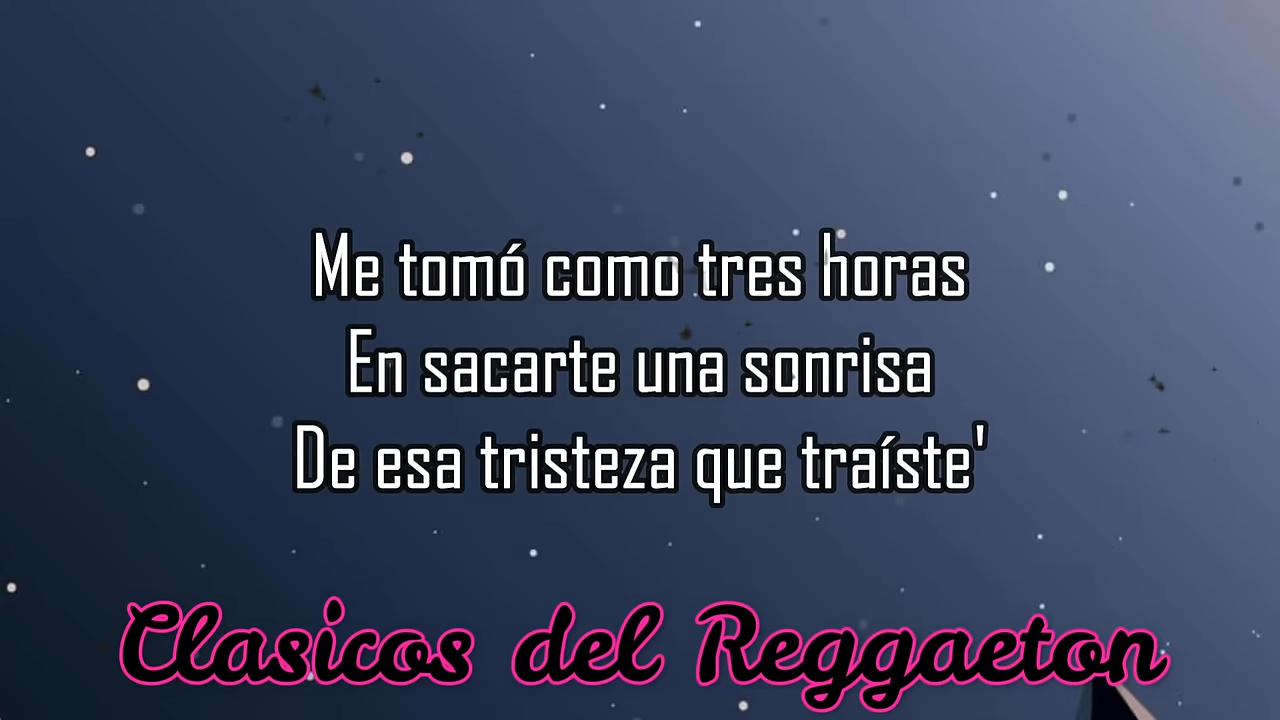 Me tomó como tres horas
En sacarte una sonrisa
De esa tristeza que traíste'
Clasicos del Reggaeton